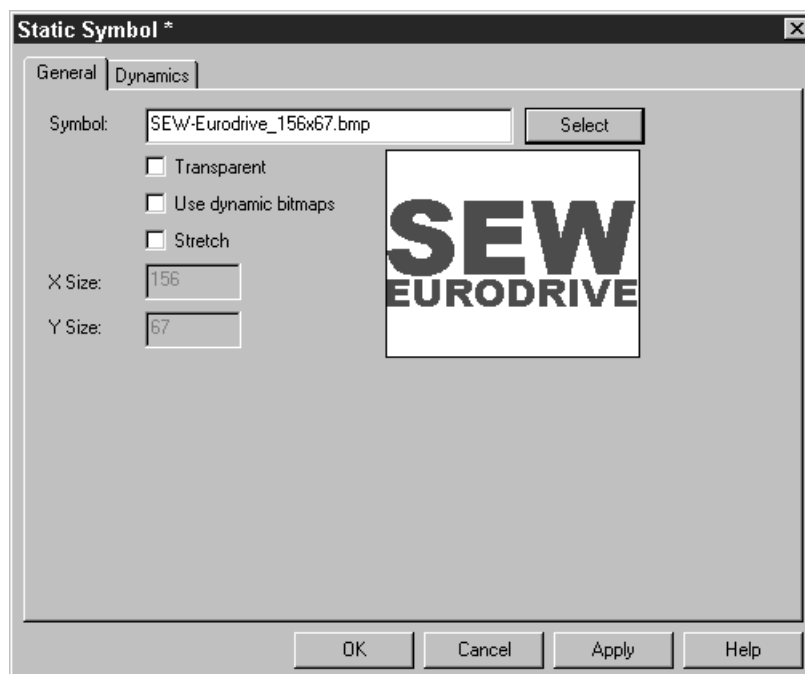 Static Symbol *
General Dynamics
Symbol: SEW-Eurodrive_156x67.bmp Select
Transparent
Use dynamic bitmaps
Stretch
X Size: 156
Y Size: 67
SEW
EURODRIVE
OK Cancel Apply Help